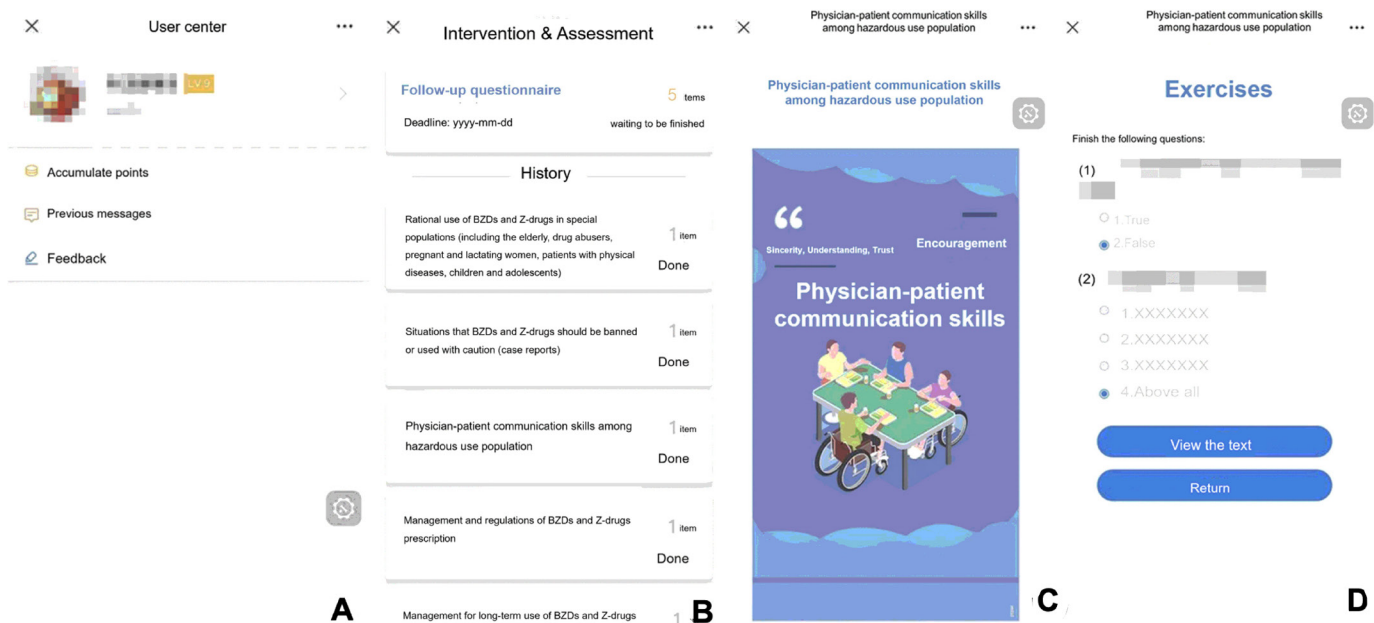 User center
LV.9
Accumulate points
Previous messages
Feedback
A
Intervention & Assessment
Follow-up questionnaire
5 tems
Deadline: yyyy-mm-dd
waiting to be finished
History
Rational use of BZDs and Z-drugs in special
populations (including the elderly, drug abusers,
pregnant and lactating women, patients with physical
diseases, children and adolescents)
1 item
Done
Situations that BZDs and Z-drugs should be banned
or used with caution (case reports)
1 item
Done
Physician-patient communication skills among
hazardous use population
1 item
Done
Management and regulations of BZDs and Z-drugs
prescription
1 item
Done
Management for long-term use of BZDs and Z-drugs
1
B
Physician-patient communication skills
among hazardous use population
Physician-patient communication skills
among hazardous use population
“
Sincerity, Understanding, Trust
Encouragement
Physician-patient
communication skills
C
Physician-patient communication skills
among hazardous use population
Exercises
Finish the following questions:
(1)
1.True
2.False
(2)
1.XXXXXXX
2.XXXXXXX
3.XXXXXXX
4.Above all
View the text
Return
D